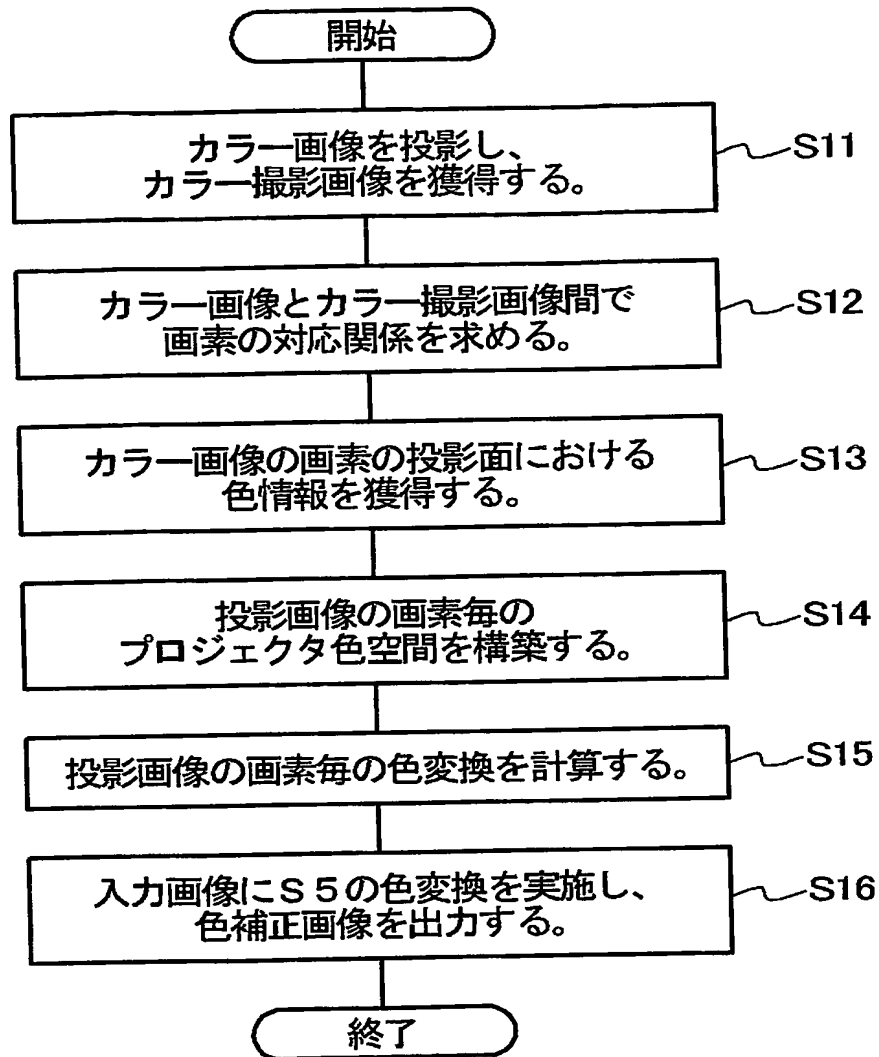 開始
カラー画像を投影し、
カラー撮影画像を獲得する。
S11
カラー画像とカラー撮影画像間で
画素の対応関係を求める。
S12
カラー画像の画素の投影面における
色情報を獲得する。
S13
投影画像の画素毎の
プロジェクタ色空間を構築する。
S14
投影画像の画素毎の色変換を計算する。
S15
入力画像にS5の色変換を実施し、
色補正画像を出力する。
S16
終了